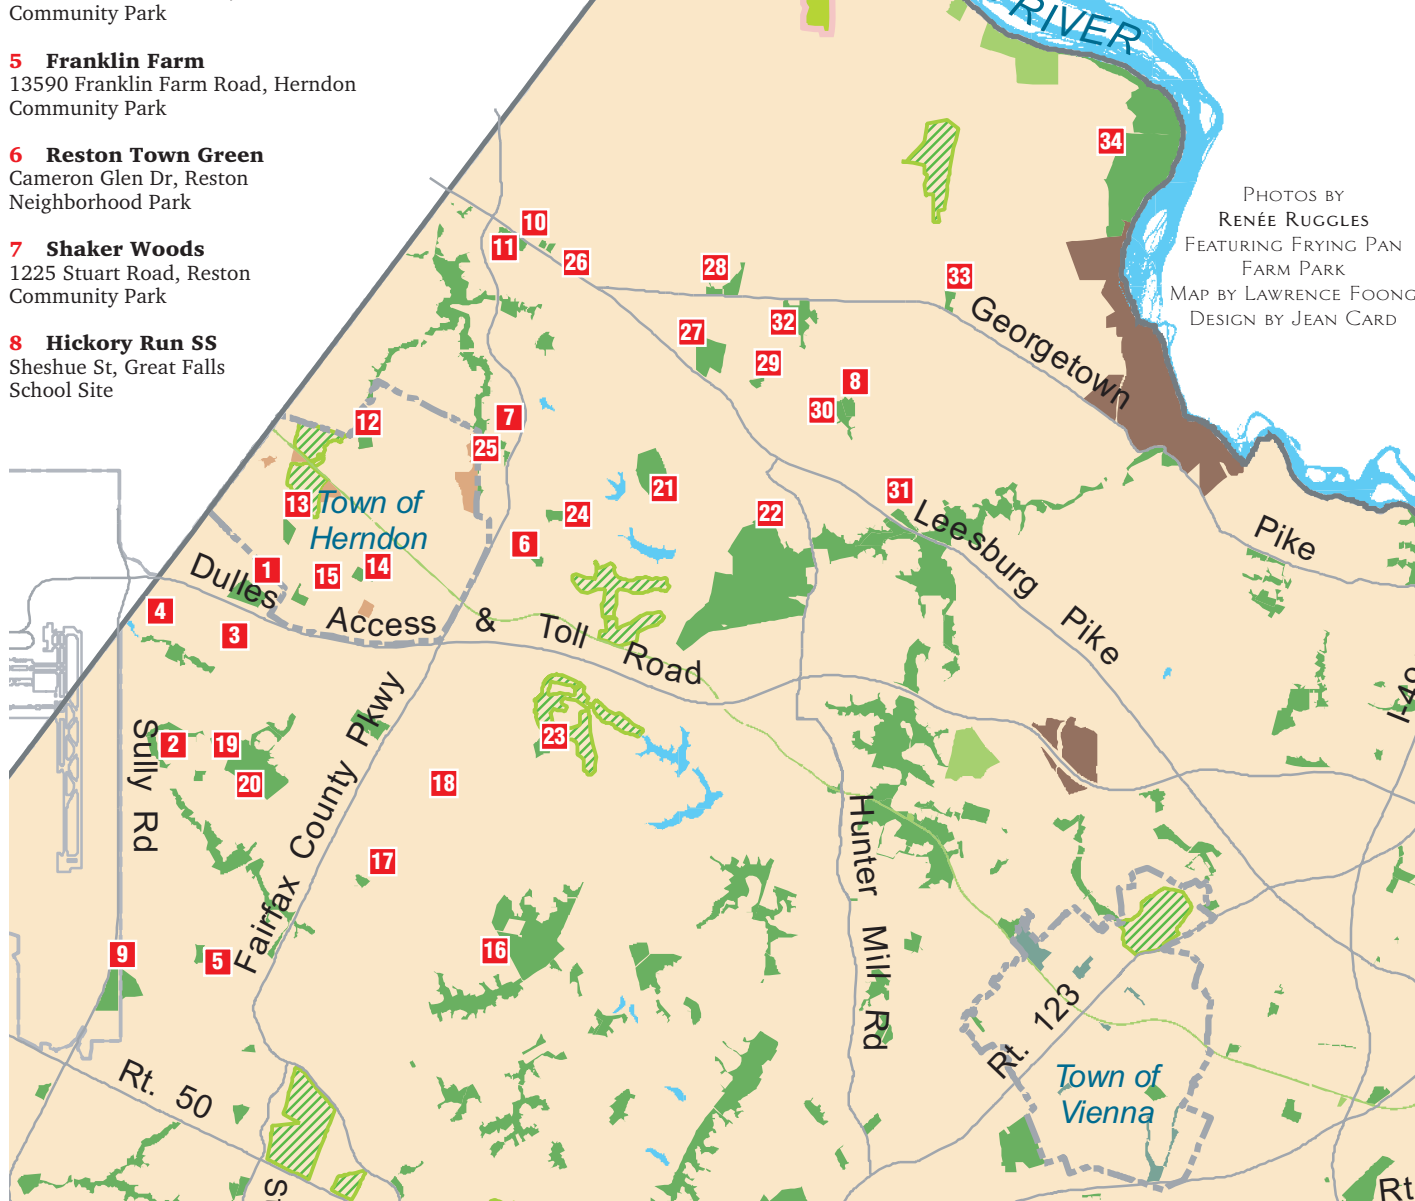 Community Park
5 Franklin Farm
13590 Franklin Farm Road, Herndon
Community Park
6 Reston Town Green
Cameron Glen Dr, Reston
Neighborhood Park
7 Shaker Woods
1225 Stuart Road, Reston
Community Park
8 Hickory Run SS
Sheshue St, Great Falls
School Site
RIVER
34
PHOTOS BY
RENÉE RUGGLES
FEATURING FRYING PAN
FARM PARK
MAP BY LAWRENCE FOONG
DESIGN BY JEAN CARD
10
11
26
28
33
Georgetown
Pike
27
32
29
8
30
12
7
25
13
Town of
Herndon
21
24
22
31
Leesburg
Pike
6
1
15
14
Dulles
Access & Toll Road
4
3
Sully Rd
2
19
20
Fairfax County Pkwy
18
23
17
Hunter Mill Rd
I-49
16
9
5
Rt. 123
Rt. 50
Town of
Vienna
Rt